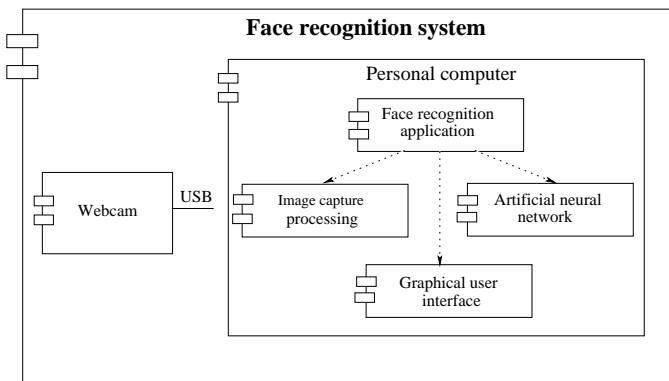 Face recognition system
Personal computer
Face recognition
application
USB
Webcam
Image capture
processing
Artificial neural
network
Graphical user
interface